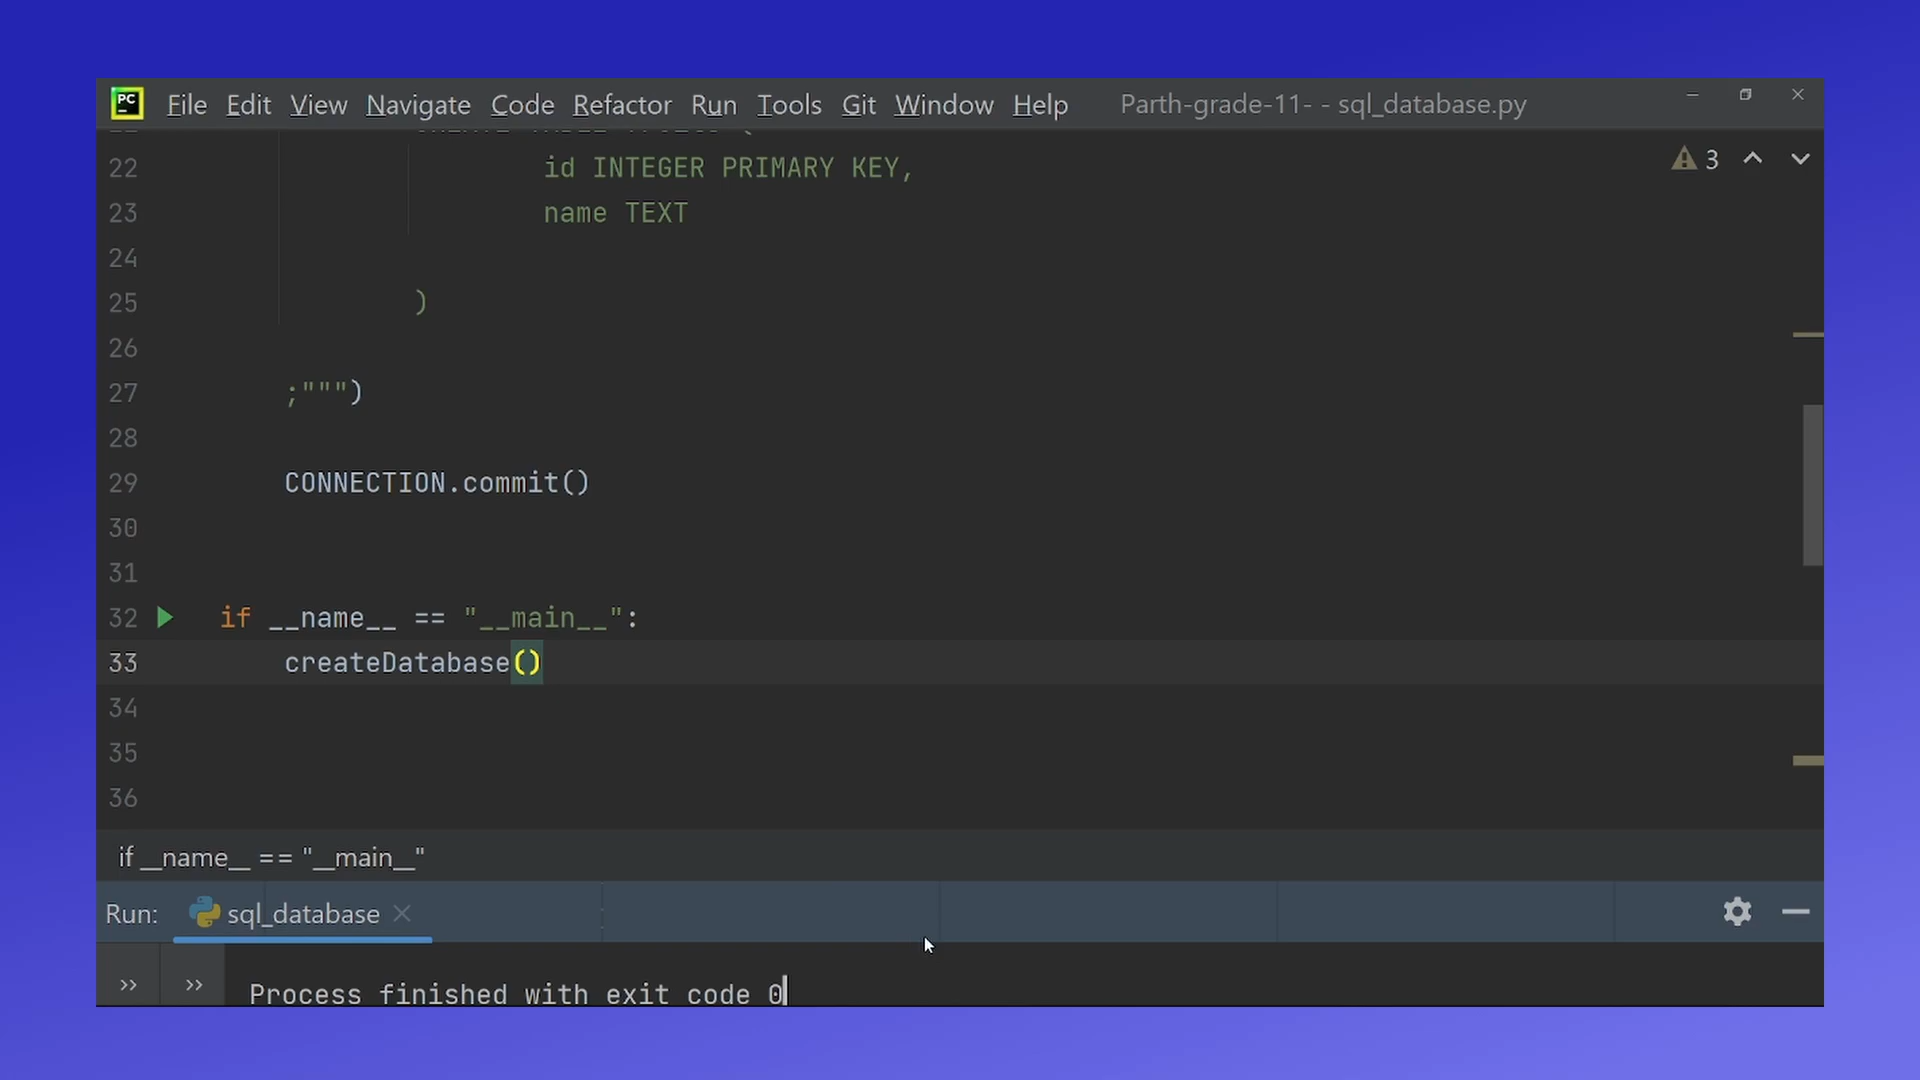 PC File Edit View Navigate Code Refactor Run Tools Git Window Help Parth-grade-11- - sql_database.py
22 id INTEGER PRIMARY KEY, 3
23 name TEXT
24
25 )
26
27 ;""")
28
29 CONNECTION.commit()
30
31
32 if __name__ == "__main__":
33 createDatabase()
34
35
36
if __name__ == "__main__"
Run: sql_database
Process finished with exit code 0